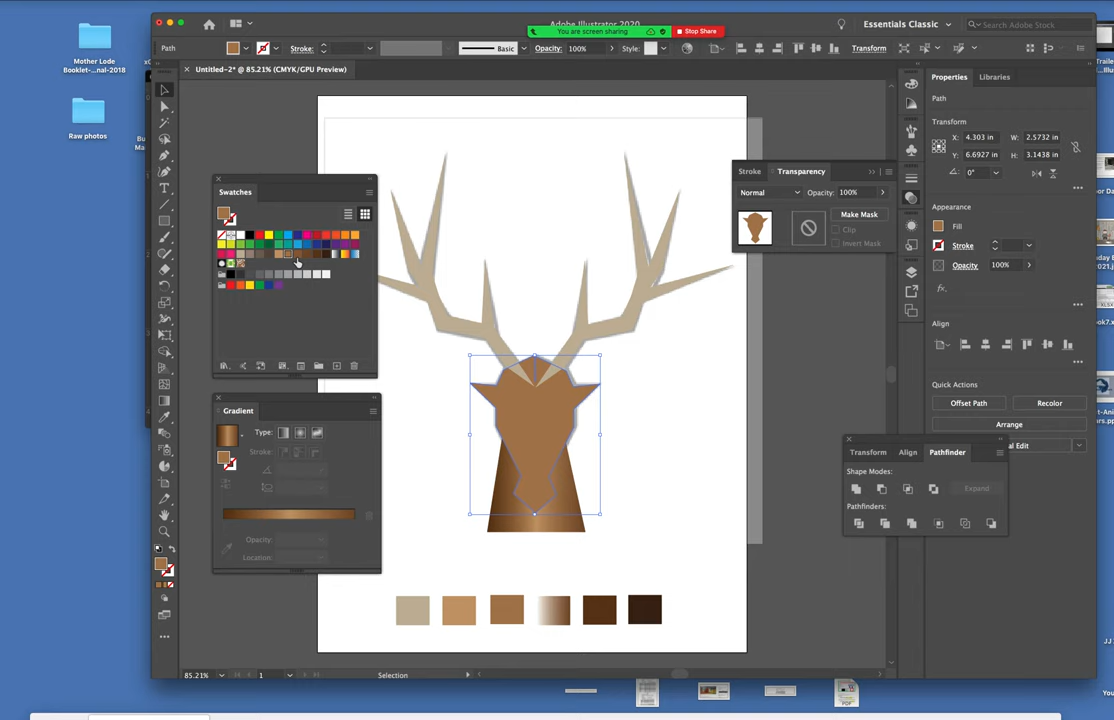 Mother Lode
Booklet-...nal-2018
Raw photos
Adobe Illustrator 2020
You are screen sharing
Stop Share
Essentials Classic
Search Adobe Stock
Path
Stroke:
Basic
Opacity: 100%
Style:
Transform
Untitled-2* @ 85.21% (CMYK/GPU Preview)
Swatches
Gradient
Type:
Stroke:
Opacity:
Location:
Stroke
Transparency
Normal
Opacity: 100%
Make Mask
Clip
Invert Mask
Properties
Libraries
Path
Transform
X: 4.303 in
W: 2.5732 in
Y: 6.6927 in
H: 3.1438 in
0°
Appearance
Fill
Stroke
Opacity
100%
fx.
Align
Quick Actions
Offset Path
Recolor
Arrange
Transform
Align
Pathfinder
Shape Modes:
Expand
Pathfinders:
85.21%
1
Selection
PDF